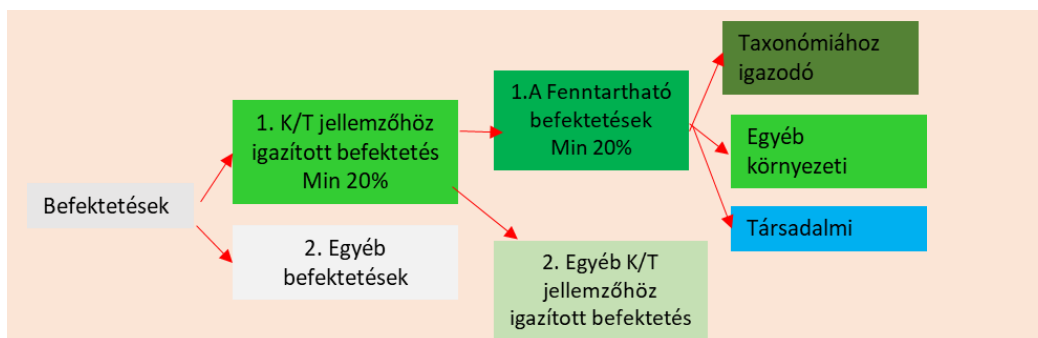 Befektetések
1. K/T jellemzőhöz
igazított befektetés
Min 20%
2. Egyéb
befektetések
1.A Fenntartható
befektetések
Min 20%
2. Egyéb K/T
jellemzőhöz
igazított befektetés
Taxonómiához
igazodó
Egyéb
környezeti
Társadalmi